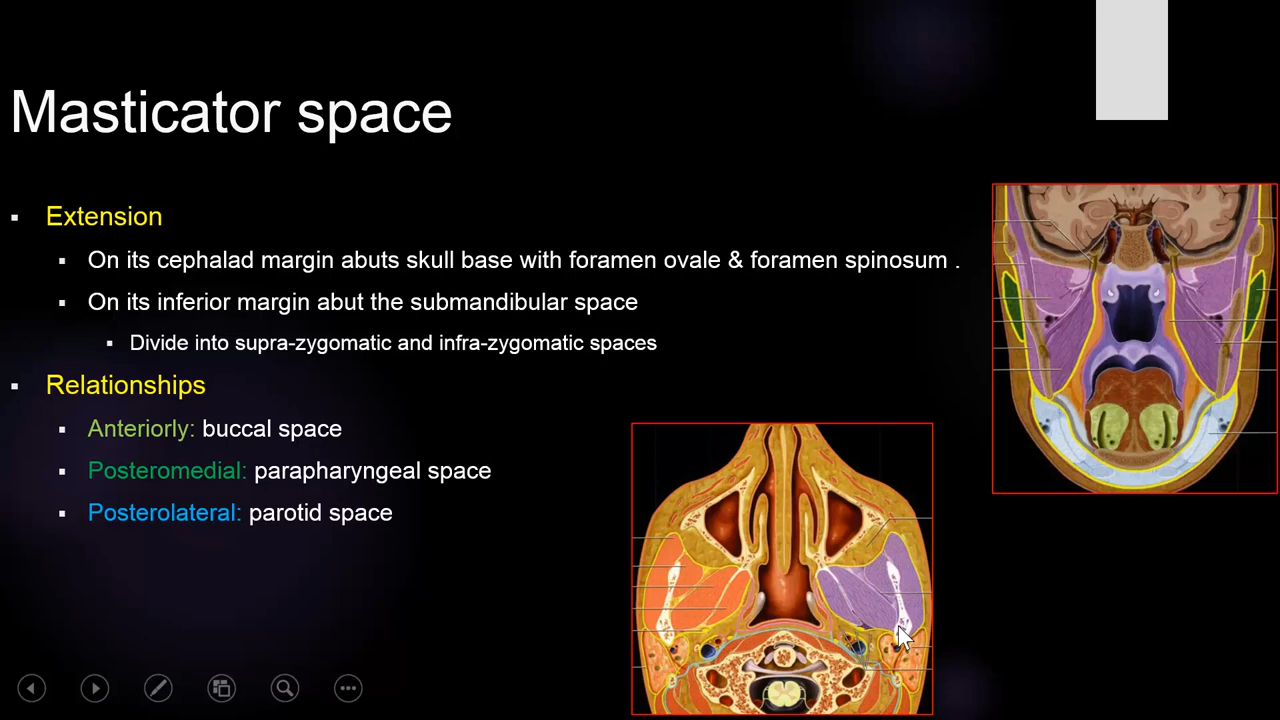 Masticator space
Extension
On its cephalad margin abuts skull base with foramen ovale & foramen spinosum .
On its inferior margin abut the submandibular space
Divide into supra-zygomatic and infra-zygomatic spaces
Relationships
Anteriorly: buccal space
Posteromedial: parapharyngeal space
Posterolateral: parotid space